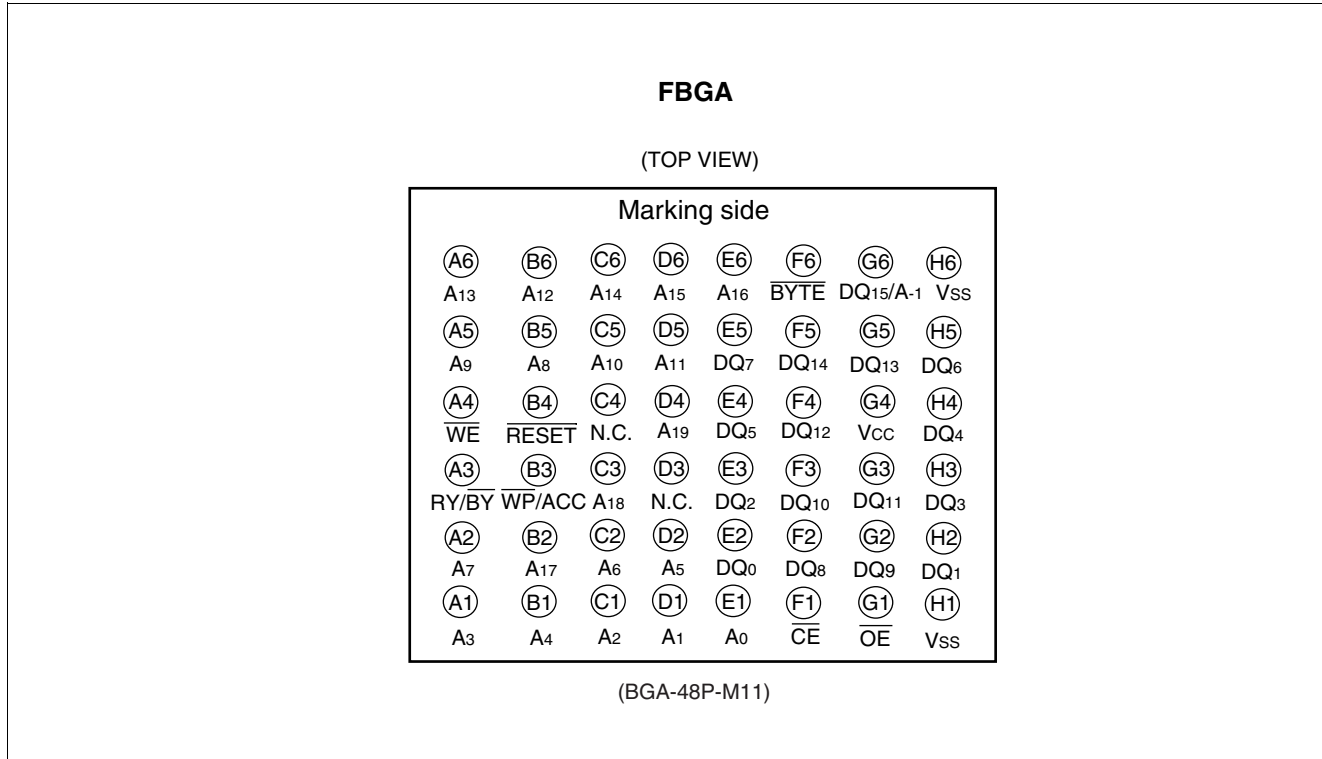 FBGA
(TOP VIEW)
Marking side
A6 B6 C6 D6 E6 F6 G6 H6
A13 A12 A14 A15 A16 BYTE DQ15/A-1 VSS
A5 B5 C5 D5 E5 F5 G5 H5
A9 A8 A10 A11 DQ7 DQ14 DQ13 DQ6
A4 B4 C4 D4 E4 F4 G4 H4
WE RESET N.C. A19 DQ5 DQ12 VCC DQ4
A3 B3 C3 D3 E3 F3 G3 H3
RY/BY WP/ACC A18 N.C. DQ2 DQ10 DQ11 DQ3
A2 B2 C2 D2 E2 F2 G2 H2
A7 A17 A6 A5 DQ0 DQ8 DQ9 DQ1
A1 B1 C1 D1 E1 F1 G1 H1
A3 A4 A2 A1 A0 CE OE VSS
(BGA-48P-M11)